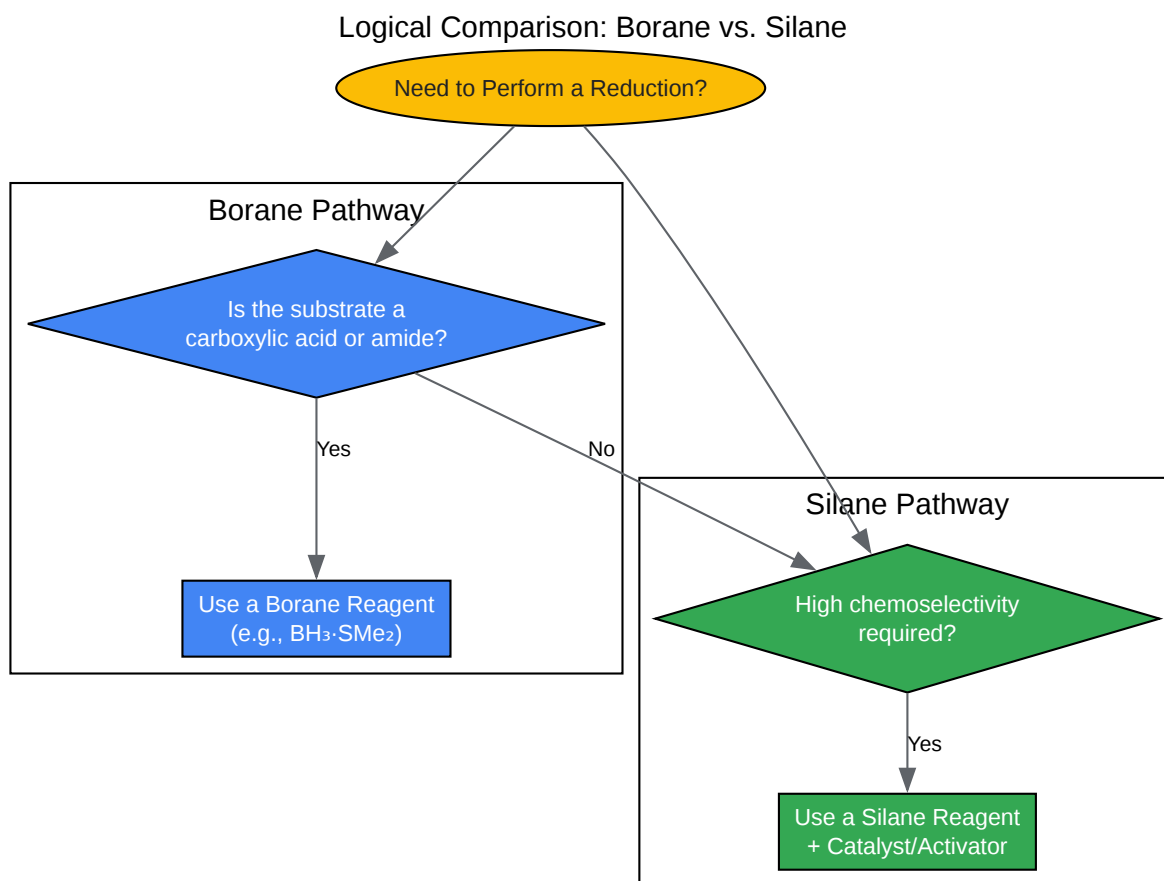 Logical Comparison: Borane vs. Silane
Need to Perform a Reduction?
Borane Pathway
Is the substrate a
carboxylic acid or amide?
Yes
No
Use a Borane Reagent
(e.g., BH₃·SMe₂)
Silane Pathway
High chemoselectivity
required?
Yes
Use a Silane Reagent
+ Catalyst/Activator